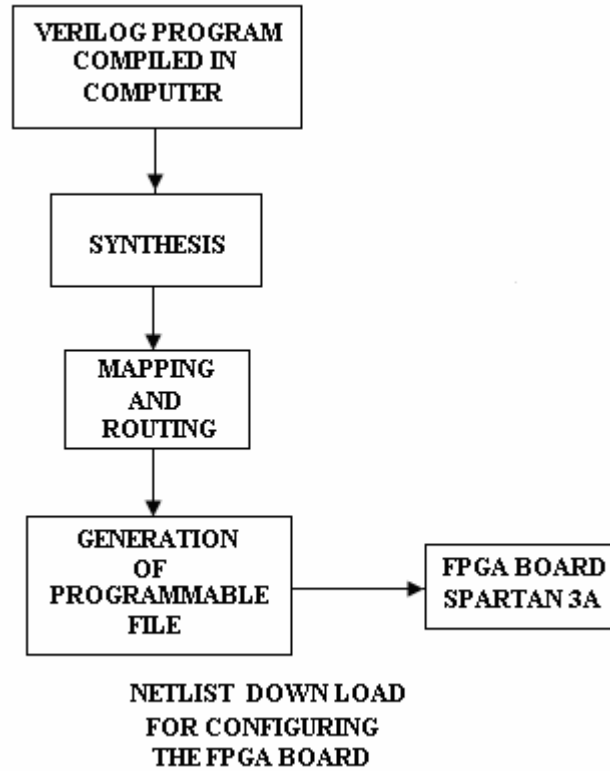 VERILOG PROGRAM
COMPILED IN
COMPUTER
SYNTHESIS
MAPPING
AND
ROUTING
GENERATION
OF
PROGRAMMABLE
FILE
FPGA BOARD
SPARTAN 3A
NETLIST DOWN LOAD
FOR CONFIGURING
THE FPGA BOARD